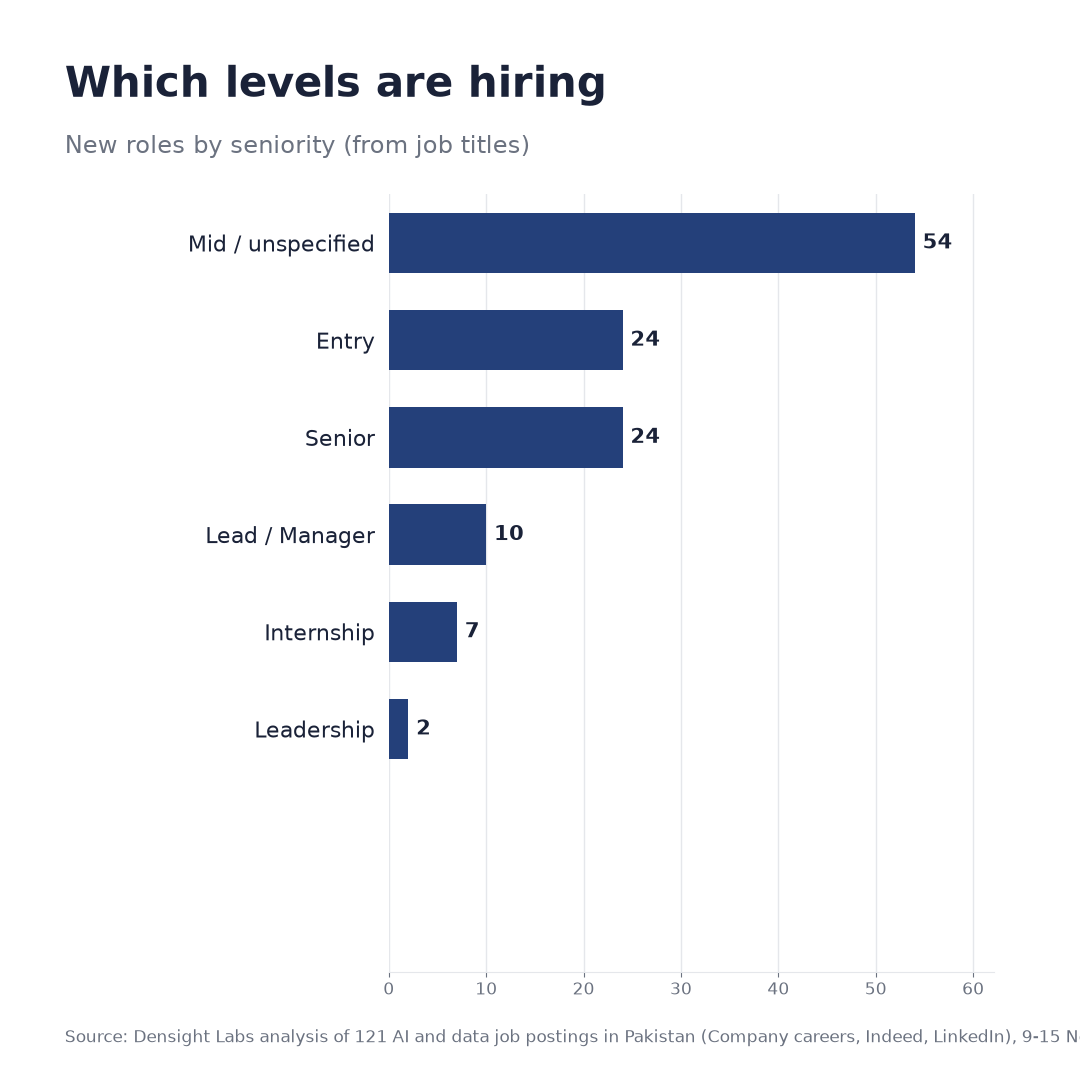 Which levels are hiring
New roles by seniority (from job titles)
Mid / unspecified 54
Entry 24
Senior 24
Lead / Manager 10
Internship 7
Leadership 2
0 10 20 30 40 50 60
Source: Densight Labs analysis of 121 AI and data job postings in Pakistan (Company careers, Indeed, LinkedIn), 9-15